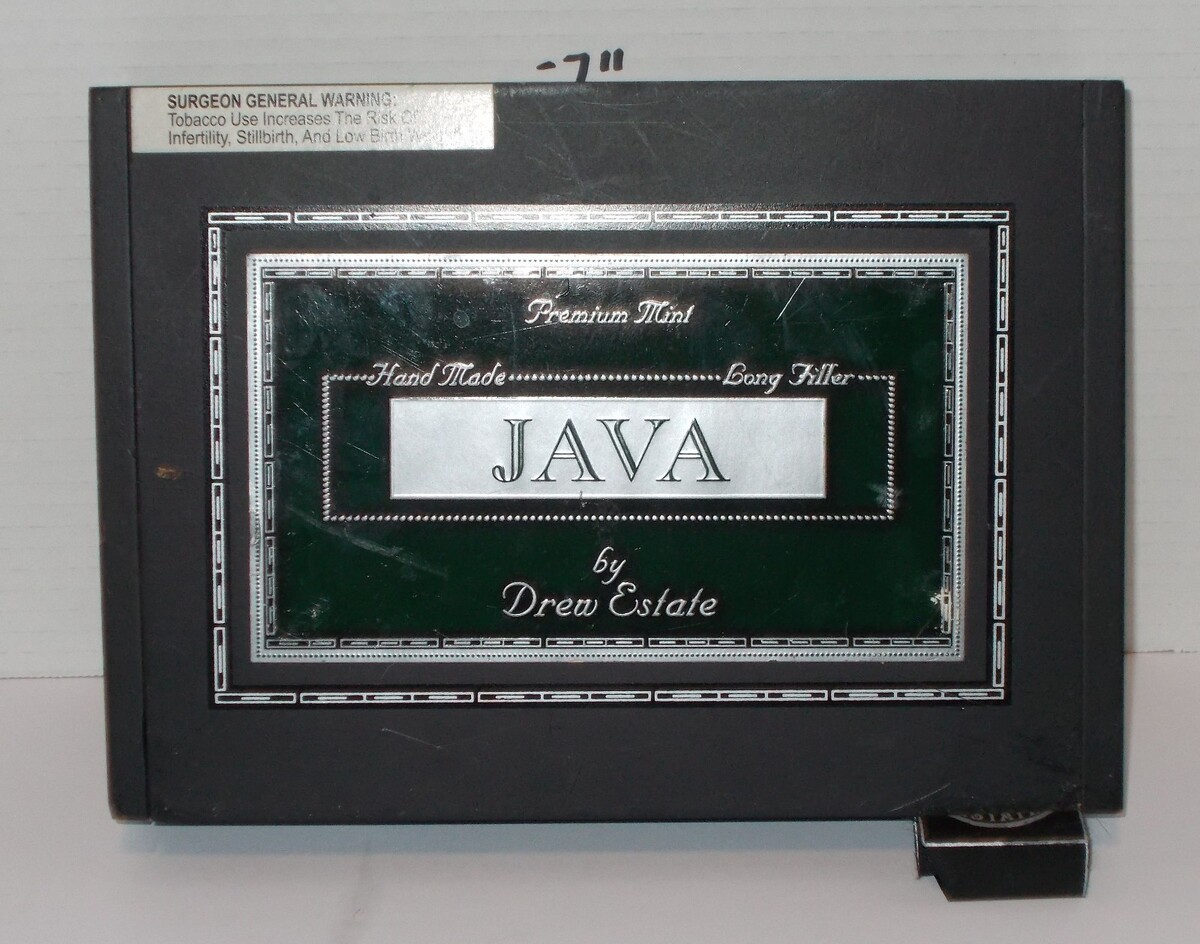 -7"
SURGEON GENERAL WARNING:
Tobacco Use Increases The Risk Of
Infertility, Stillbirth, And Low Birth Weight
Premium Mint
Hand Made Long Filler
JAVA
by
Drew Estate